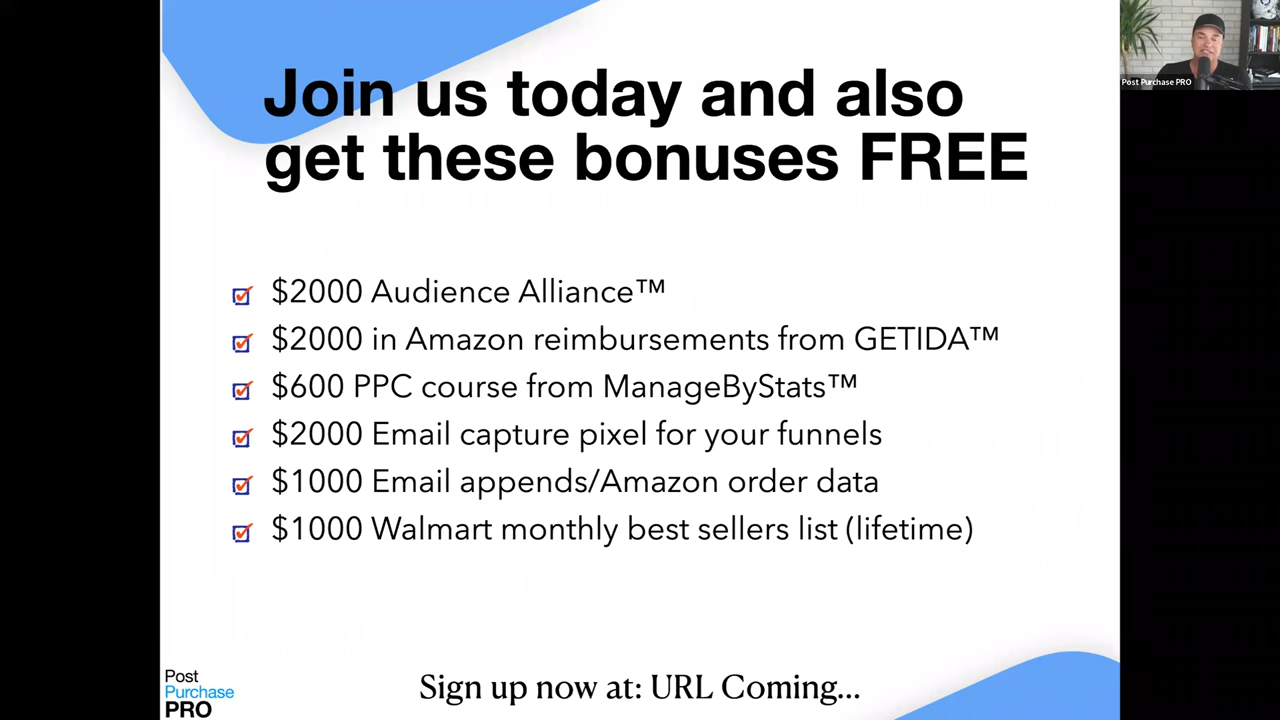 Join us today and also
get these bonuses FREE
$2000 Audience Alliance™
$2000 in Amazon reimbursements from GETIDA™
$600 PPC course from ManageByStats™
$2000 Email capture pixel for your funnels
$1000 Email appends/Amazon order data
$1000 Walmart monthly best sellers list (lifetime)
Sign up now at: URL Coming...
Post
Purchase
PRO
Post Purchase PRO